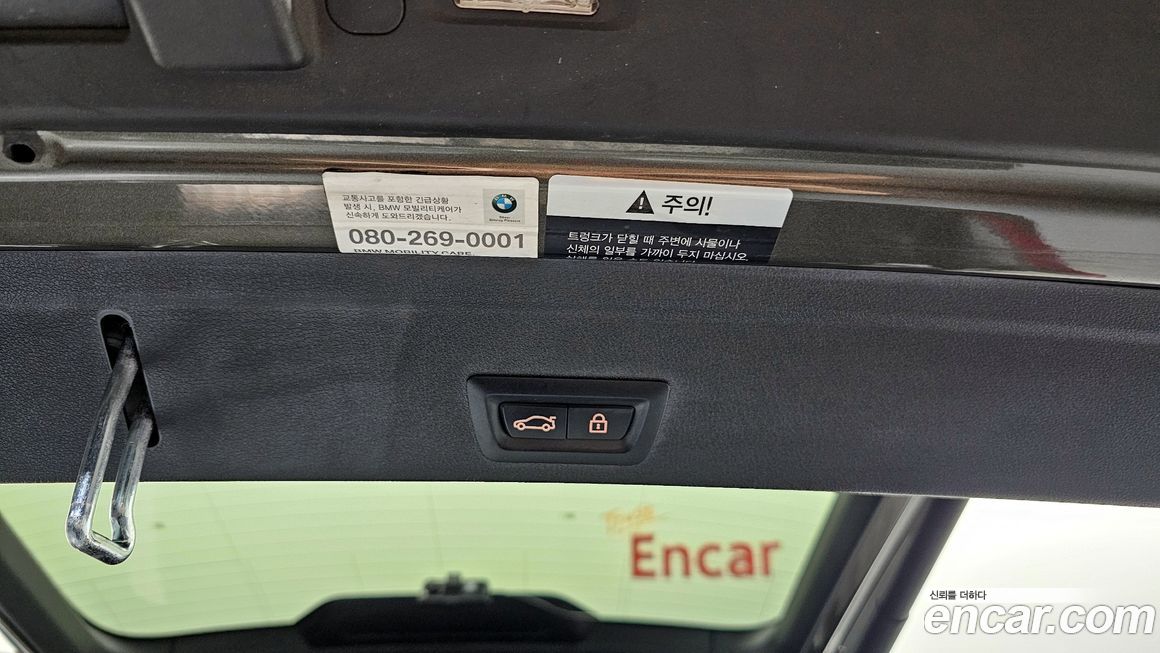 교통사고를 포함한 긴급상황
발생 시, BMW 모빌리티케어가
신속하게 도와드리겠습니다.
080-269-0001
BMW MOBILITY CARE.
주의!
트렁크가 닫힐 때 주변에 사물이나
신체의 일부를 가까이 두지 마십시오.
Encar
신뢰를 더하다
encar.com